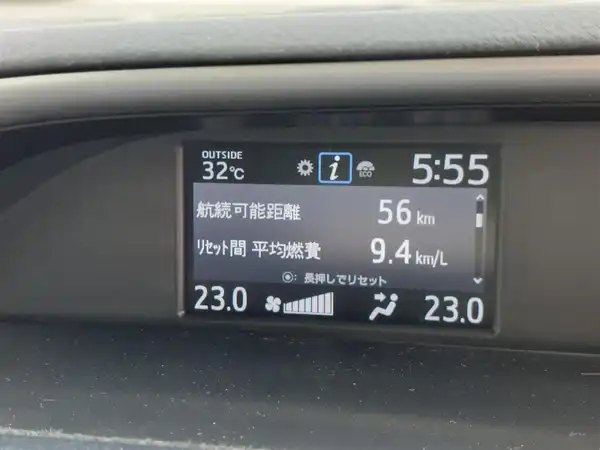 OUTSIDE
32℃
i
ECO
5:55
航続可能距離 56 km
リセット間 平均燃費 9.4 km/L
◉: 長押しでリセット
23.0
23.0